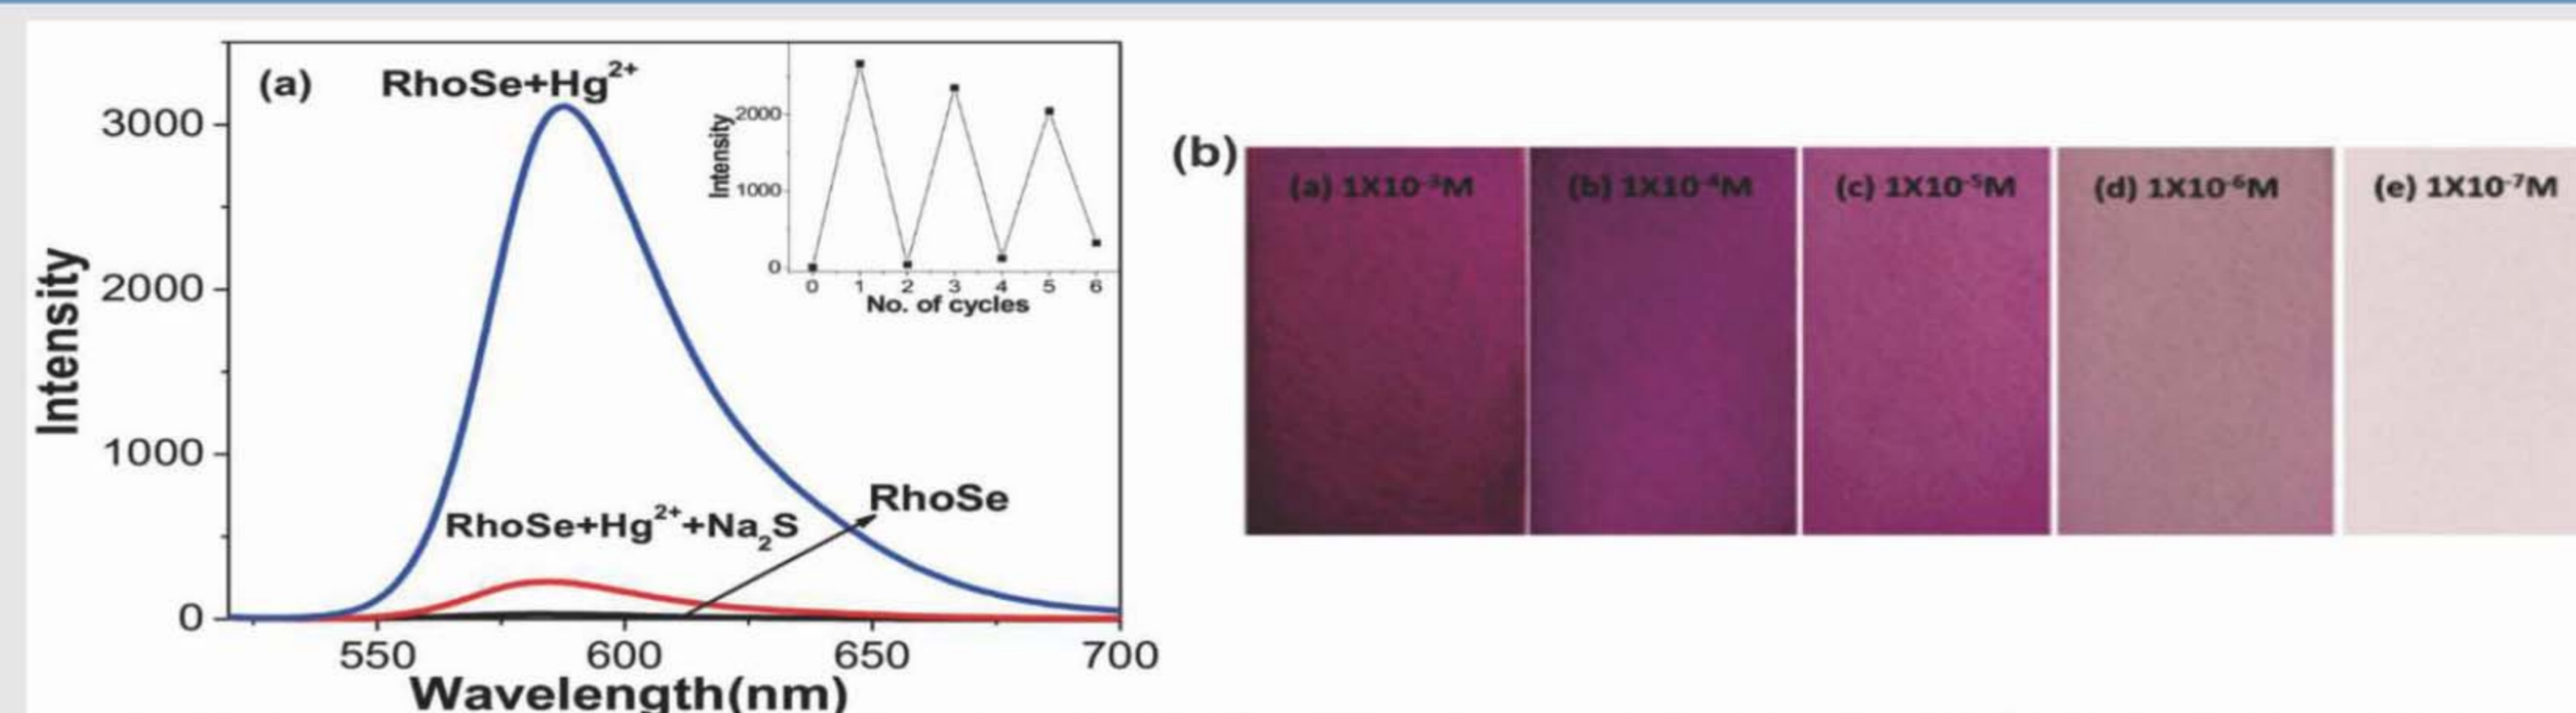 (a)
RhoSe+Hg²⁺
3000
2000
1000
0
Intensity
550
600
650
700
Wavelength(nm)
RhoSe+Hg²⁺+Na₂S
RhoSe
2000
1000
0
Intensity
0
1
2
3
4
5
6
No. of cycles
(b)
(a) 1X10⁻³M
(b) 1X10⁻⁴M
(c) 1X10⁻⁵M
(d) 1X10⁻⁶M
(e) 1X10⁻⁷M